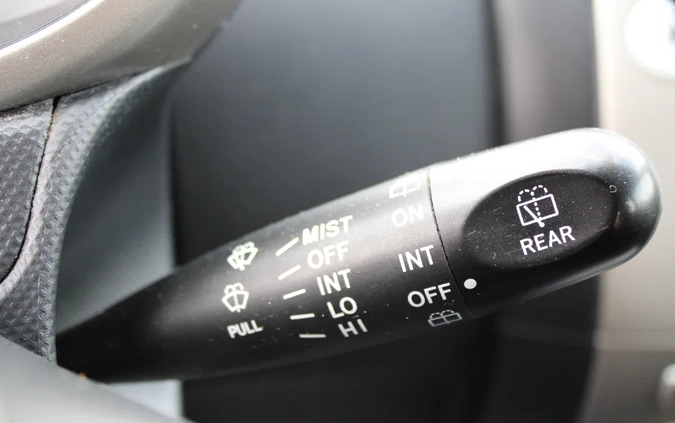 MIST
OFF
INT
LO
HI
PULL
ON
INT
OFF
REAR